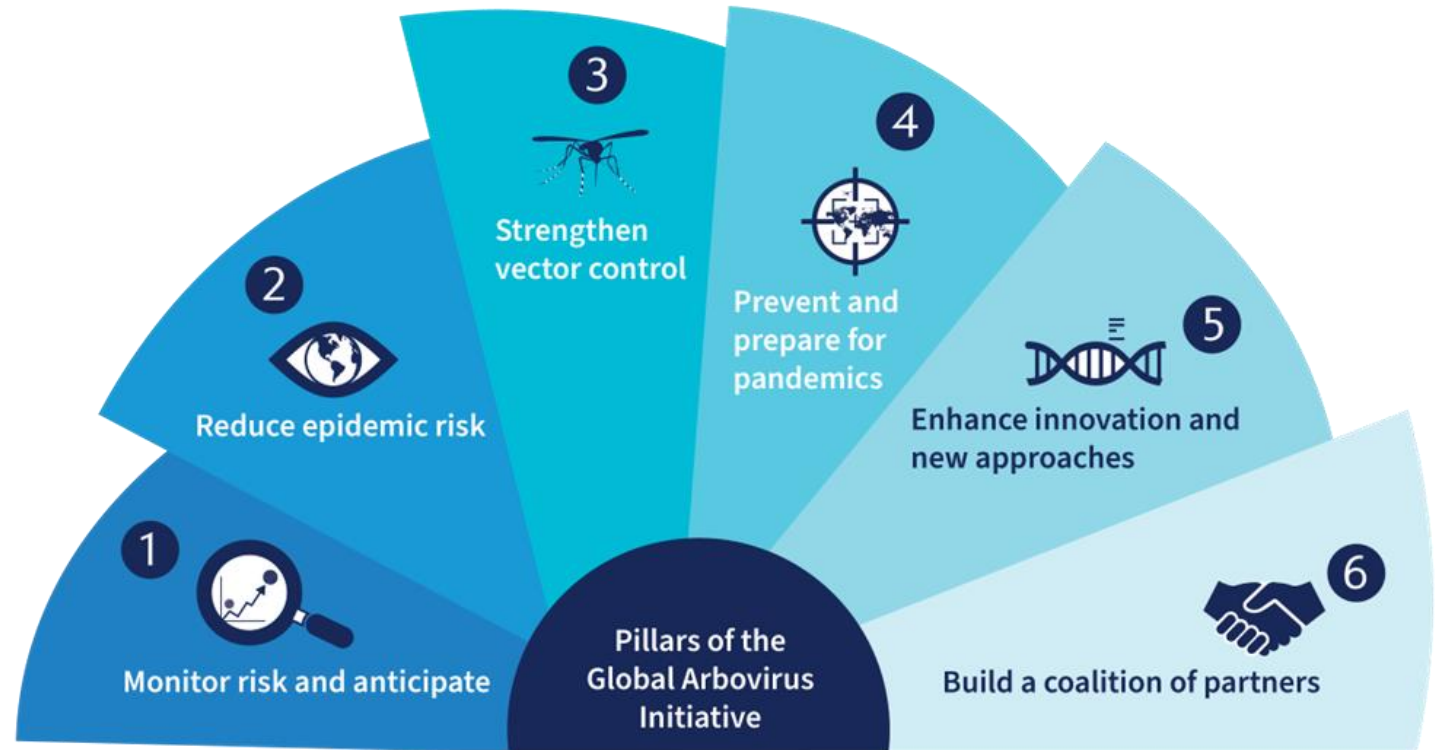 1
Monitor risk and anticipate
2
Reduce epidemic risk
3
Strengthen
vector control
4
Prevent and
prepare for
pandemics
5
Enhance innovation and
new approaches
6
Build a coalition of partners
Pillars of the
Global Arbovirus
Initiative